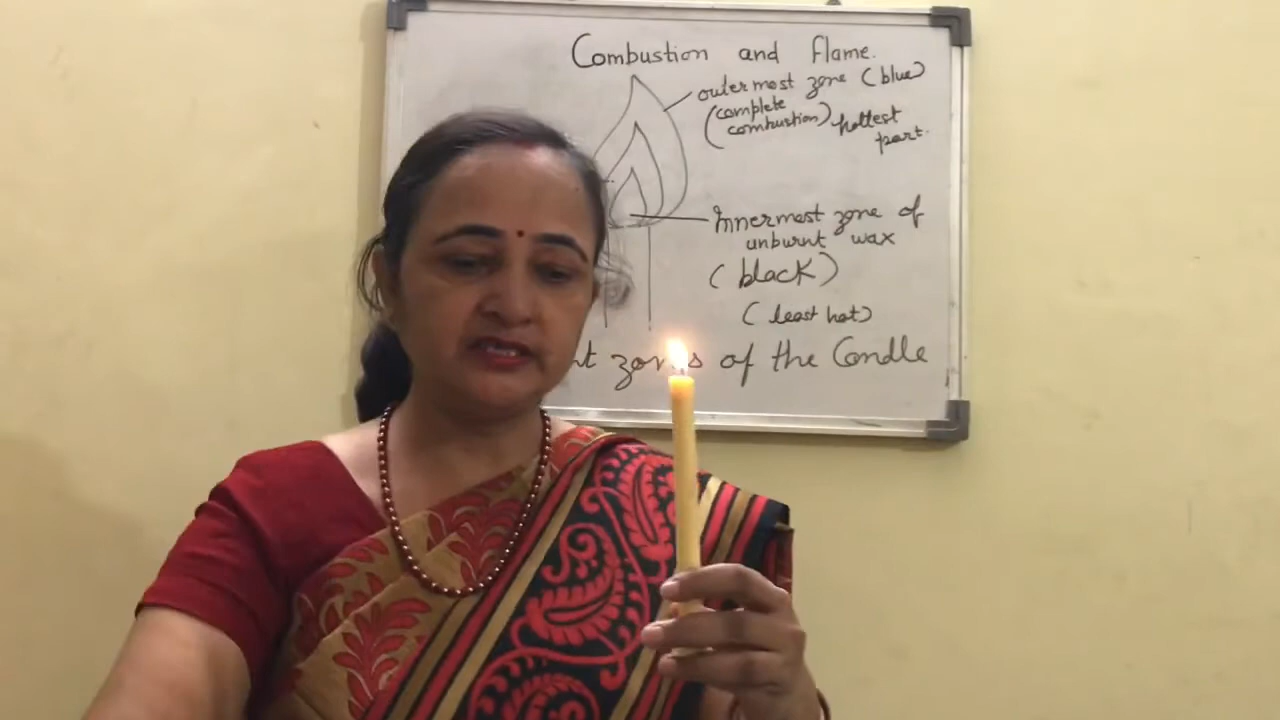 Combustion and flame.
outermost zone (blue)
(complete
combustion) hottest
part.
Innermost zone of
unburnt wax
(black)
(least hot)
of the Candle